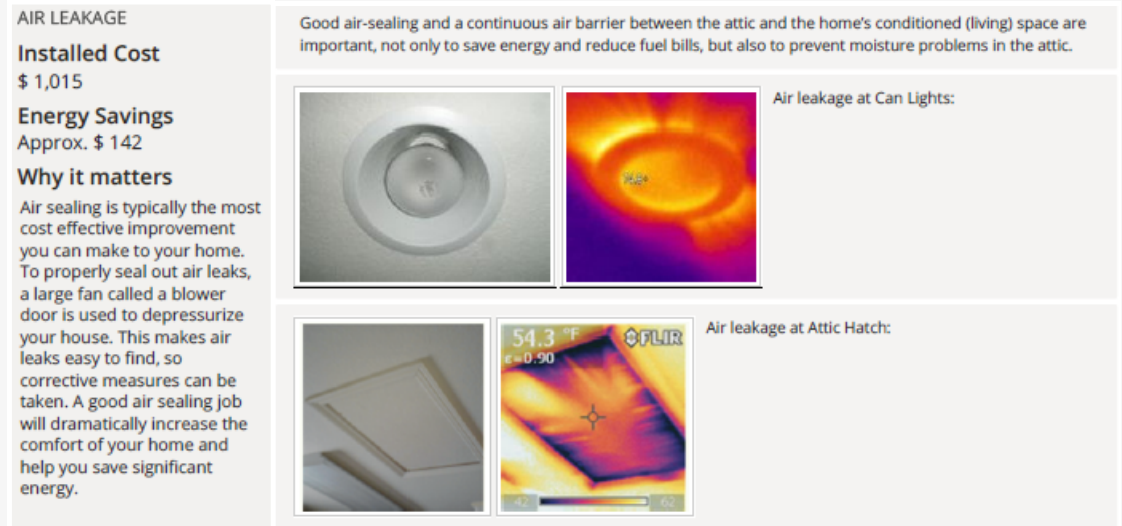 AIR LEAKAGE
Installed Cost
$ 1,015
Energy Savings
Approx. $ 142
Why it matters
Air sealing is typically the most
cost effective improvement
you can make to your home.
To properly seal out air leaks,
a large fan called a blower
door is used to depressurize
your house. This makes air
leaks easy to find, so
corrective measures can be
taken. A good air sealing job
will dramatically increase the
comfort of your home and
help you save significant
energy.
Good air-sealing and a continuous air barrier between the attic and the home’s conditioned (living) space are
important, not only to save energy and reduce fuel bills, but also to prevent moisture problems in the attic.
Air leakage at Can Lights:
Air leakage at Attic Hatch:
54.3 °F
FLIR
ε=0.90
42
62